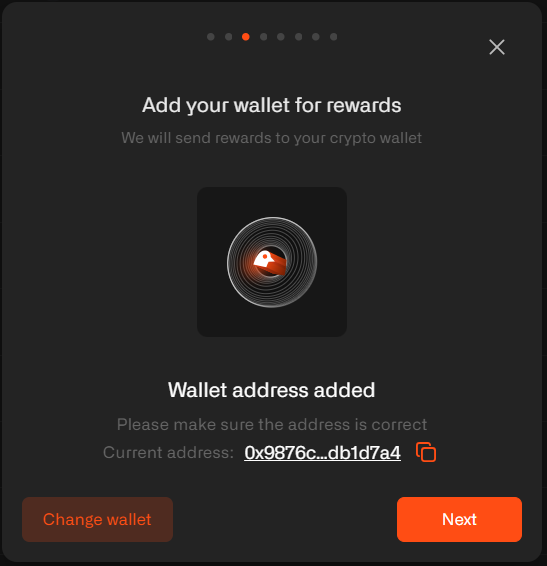 Add your wallet for rewards
We will send rewards to your crypto wallet
Wallet address added
Please make sure the address is correct
Current address: 0x9876c...db1d7a4
Change wallet
Next